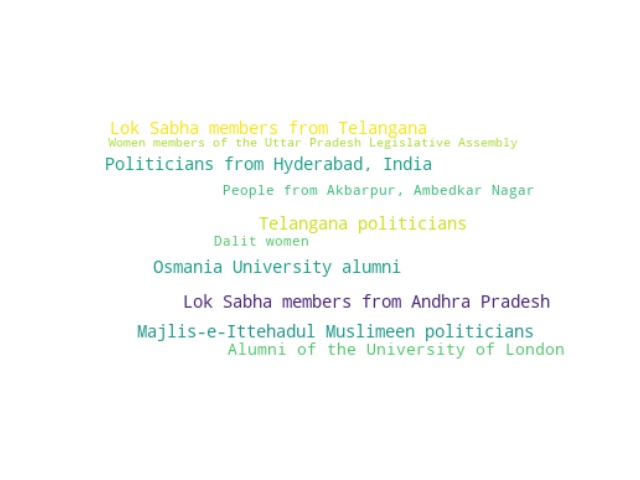 Lok Sabha members from Telangana
Women members of the Uttar Pradesh Legislative Assembly
Politicians from Hyderabad, India
People from Akbarpur, Ambedkar Nagar
Telangana politicians
Dalit women
Osmania University alumni
Lok Sabha members from Andhra Pradesh
Majlis-e-Ittehadul Muslimeen politicians
Alumni of the University of London